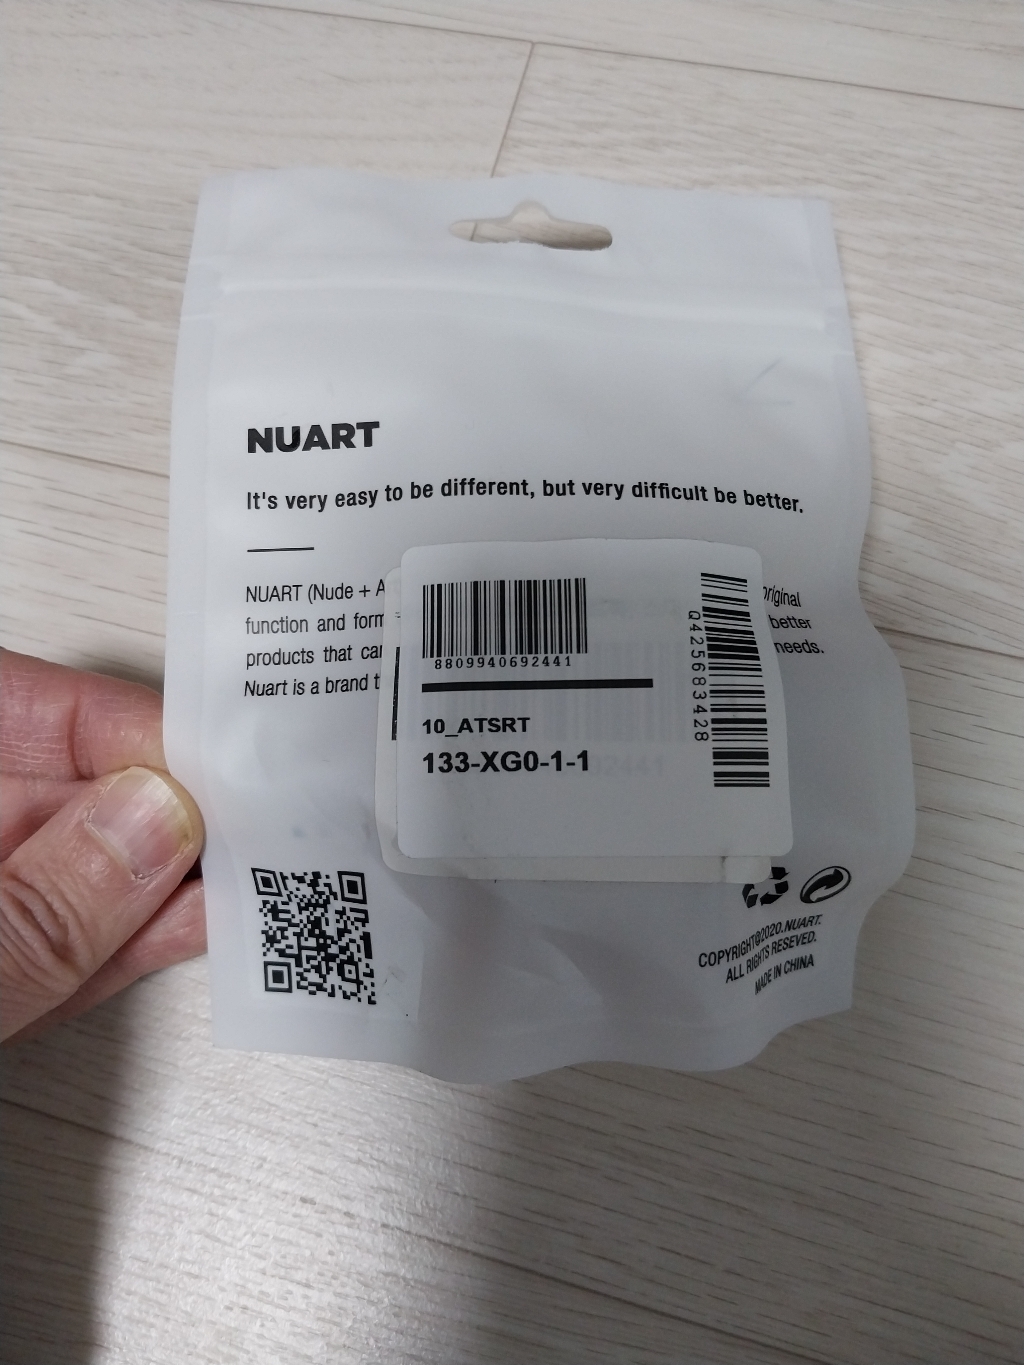 NUART
It's very easy to be different, but very difficult be better.
NUART (Nude + A
original
function and form
better
products that can
needs.
Nuart is a brand t
8809940692441
10_ATSRT
133-XG0-1-1
Q425683428
COPYRIGHT@2020.NUART.
ALL RIGHTS RESEVED.
MADE IN CHINA